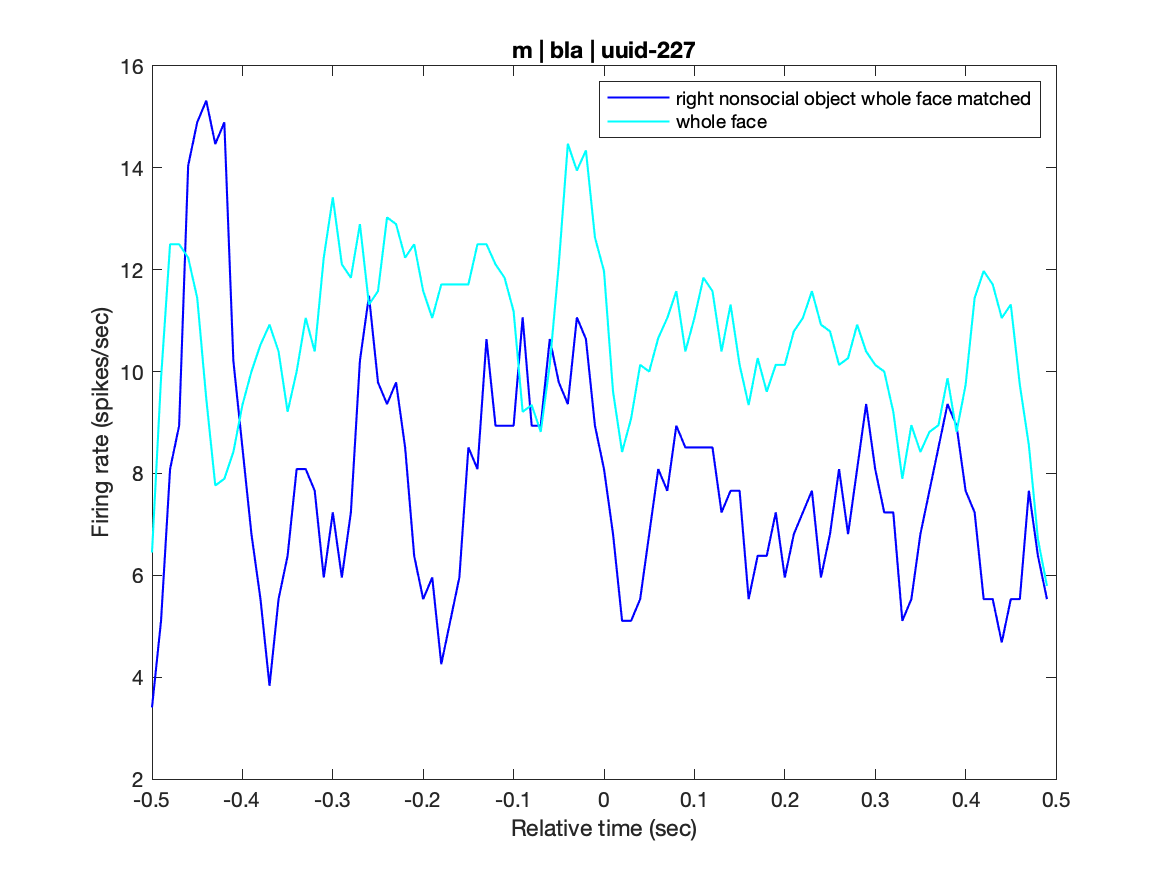 m | bla | uuid-227
right nonsocial object whole face matched
whole face
Firing rate (spikes/sec)
16
14
12
10
8
6
4
2
-0.5 -0.4 -0.3 -0.2 -0.1 0 0.1 0.2 0.3 0.4 0.5
Relative time (sec)